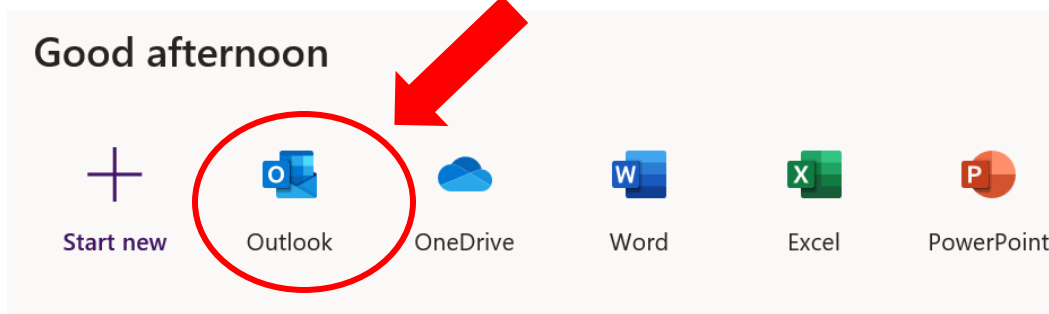 Good afternoon
O
W
X
P
Start new
Outlook
OneDrive
Word
Excel
PowerPoint